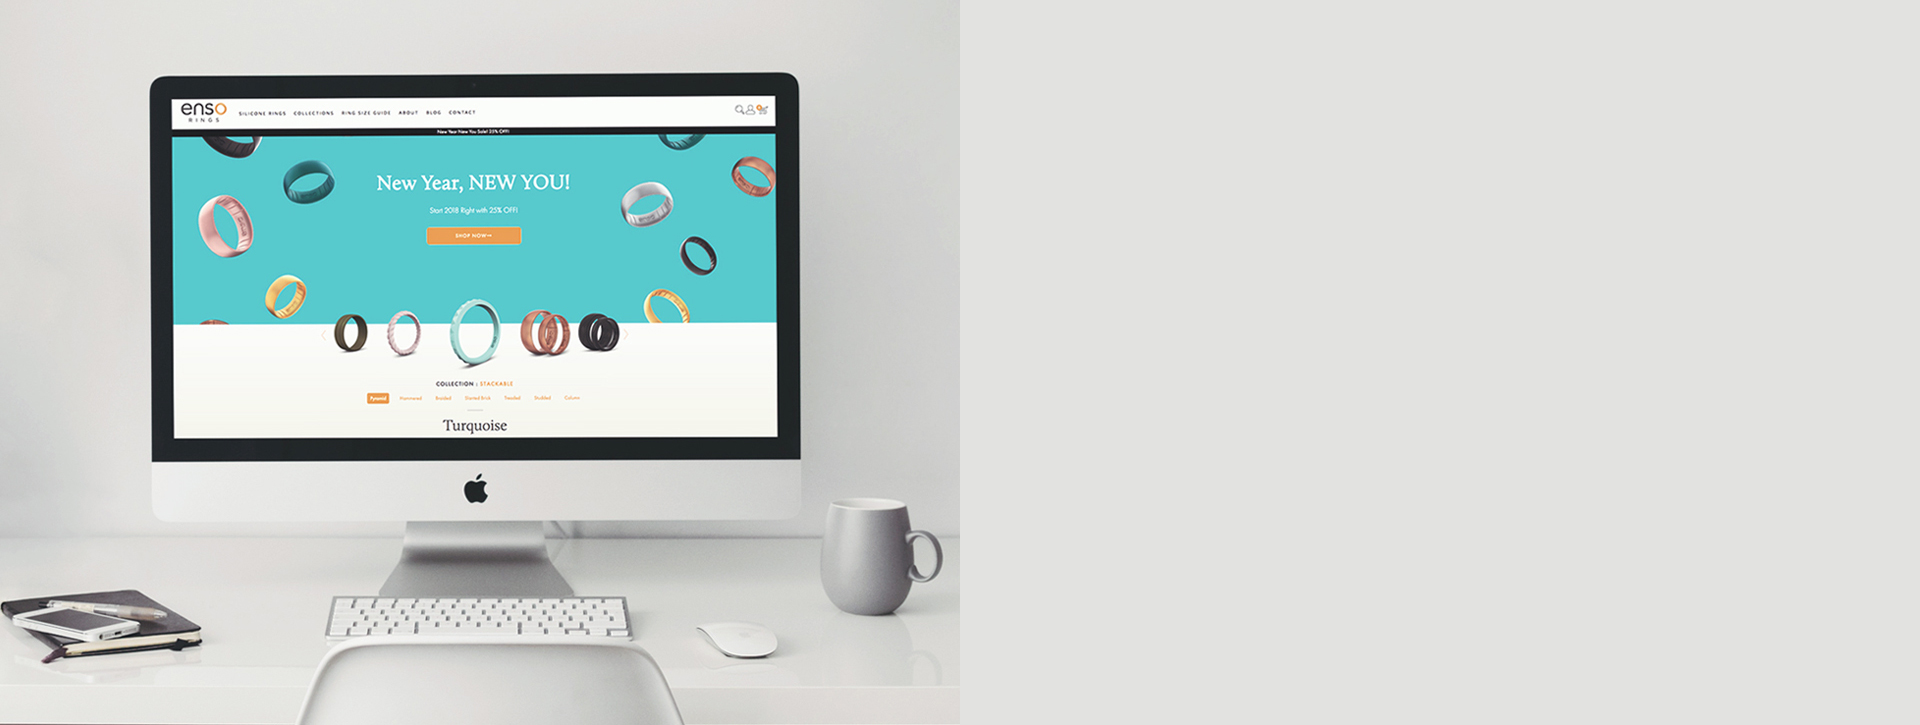 enso
RINGS
SILICONE RINGS COLLECTIONS RING SIZE GUIDE ABOUT BLOG CONTACT
New Year New You Sale! 25% OFF!
New Year, NEW YOU!
Start 2018 Right with 25% OFF!
SHOP NOW
COLLECTION : STACKABLE
Pyramid Hammered Braided Slanted Brick Treaded Studded Column
Turquoise